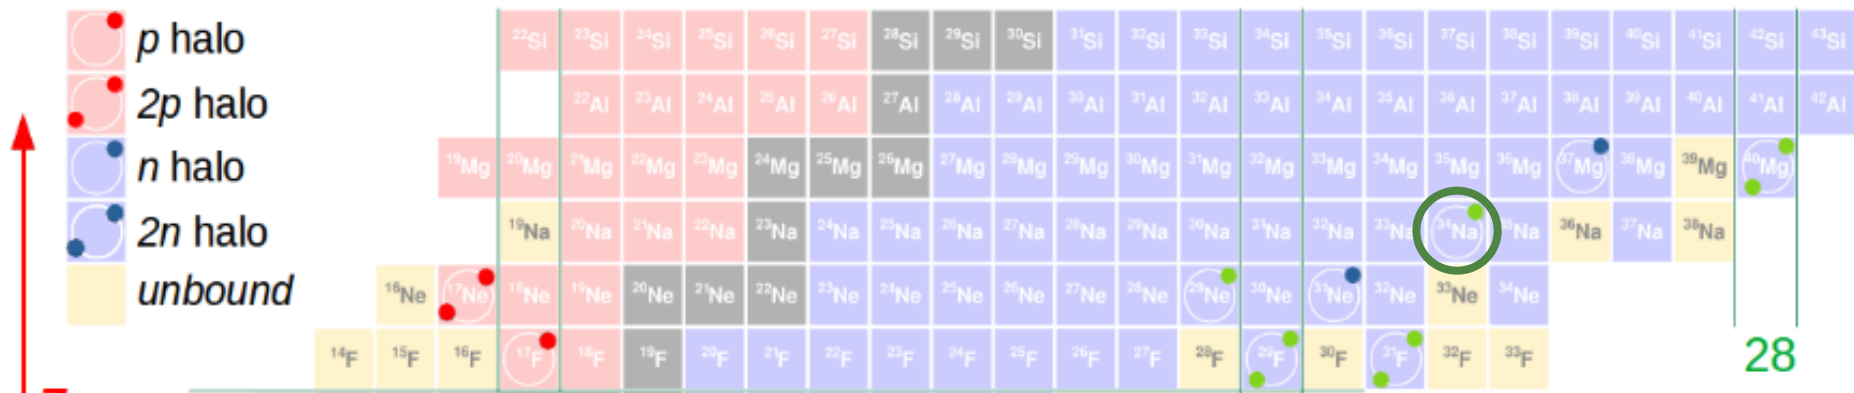 p halo ²²Si ²³Si ²⁴Si ²⁵Si ²⁶Si ²⁷Si ²⁸Si ²⁹Si ³⁰Si ³¹Si ³²Si ³³Si ³⁴Si ³⁵Si ³⁶Si ³⁷Si ³⁸Si ³⁹Si ⁴⁰Si ⁴¹Si ⁴²Si ⁴³Si
2p halo ²²Al ²³Al ²⁴Al ²⁵Al ²⁶Al ²⁷Al ²⁸Al ²⁹Al ³⁰Al ³¹Al ³²Al ³³Al ³⁴Al ³⁵Al ³⁶Al ³⁷Al ³⁸Al ³⁹Al ⁴⁰Al ⁴¹Al ⁴²Al
n halo ¹⁹Mg ²⁰Mg ²¹Mg ²²Mg ²³Mg ²⁴Mg ²⁵Mg ²⁶Mg ²⁷Mg ²⁸Mg ²⁹Mg ³⁰Mg ³¹Mg ³²Mg ³³Mg ³⁴Mg ³⁵Mg ³⁶Mg ³⁷Mg ³⁸Mg ³⁹Mg ⁴⁰Mg
2n halo ¹⁹Na ²⁰Na ²¹Na ²²Na ²³Na ²⁴Na ²⁵Na ²⁶Na ²⁷Na ²⁸Na ²⁹Na ³⁰Na ³¹Na ³²Na ³³Na ³⁴Na ³⁵Na ³⁶Na ³⁷Na ³⁸Na
unbound ¹⁶Ne ¹⁷Ne ¹⁸Ne ¹⁹Ne ²⁰Ne ²¹Ne ²²Ne ²³Ne ²⁴Ne ²⁵Ne ²⁶Ne ²⁷Ne ²⁸Ne ²⁹Ne ³⁰Ne ³¹Ne ³²Ne ³³Ne ³⁴Ne
¹⁴F ¹⁵F ¹⁶F ¹⁷F ¹⁸F ¹⁹F ²⁰F ²¹F ²²F ²³F ²⁴F ²⁵F ²⁶F ²⁷F ²⁸F ²⁹F ³⁰F ³¹F ³²F ³³F
28